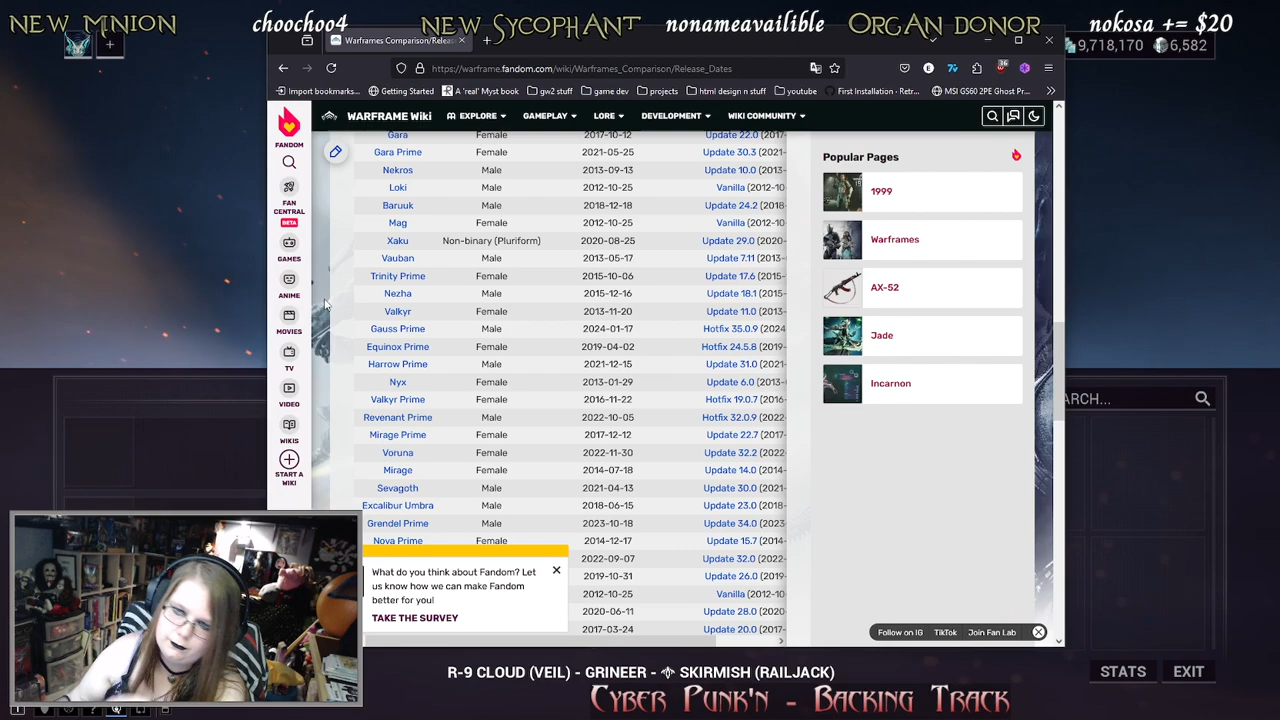 NEW MINION choochoo4 NEW SYCOPHANT nonameavailible ORGAN DONOR nokosa += $20
Warframes Comparison/Relea
9,718,170 6,582
https://warframe.fandom.com/wiki/Warframes_Comparison/Release_Dates
Import bookmarks... Getting Started A 'real' Myst book gw2 stuff game dev projects html design n stuff youtube First Installation - Retr... MSI GS60 2PE Ghost Pr...
WARFRAME Wiki EXPLORE GAMEPLAY LORE DEVELOPMENT WIKI COMMUNITY
FANDOM
FAN CENTRAL
BETA
GAMES
ANIME
MOVIES
TV
VIDEO
WIKIS
START A WIKI
Gara Female 2017-10-12 Update 22.0 (2017-
Gara Prime Female 2021-05-25 Update 30.3 (2021-
Nekros Male 2013-09-13 Update 10.0 (2013-
Loki Male 2012-10-25 Vanilla (2012-10
Baruuk Male 2018-12-18 Update 24.2 (2018-
Mag Female 2012-10-25 Vanilla (2012-10
Xaku Non-binary (Pluriform) 2020-08-25 Update 29.0 (2020-
Vauban Male 2013-05-17 Update 7.11 (2013-
Trinity Prime Female 2015-10-06 Update 17.6 (2015-
Nezha Male 2015-12-16 Update 18.1 (2015-
Valkyr Female 2013-11-20 Update 11.0 (2013-
Gauss Prime Male 2024-01-17 Hotfix 35.0.9 (2024
Equinox Prime Female 2019-04-02 Hotfix 24.5.8 (2019-
Harrow Prime Male 2021-12-15 Update 31.0 (2021-
Nyx Female 2013-01-29 Update 6.0 (2013-
Valkyr Prime Female 2016-11-22 Hotfix 19.0.7 (2016-
Revenant Prime Male 2022-10-05 Hotfix 32.0.9 (2022-
Mirage Prime Female 2017-12-12 Update 22.7 (2017-
Voruna Female 2022-11-30 Update 32.2 (2022-
Mirage Female 2014-07-18 Update 14.0 (2014-
Sevagoth Male 2021-04-13 Update 30.0 (2021-
Excalibur Umbra Male 2018-06-15 Update 23.0 (2018-
Grendel Prime Male 2023-10-18 Update 34.0 (2023
Nova Prime Female 2014-12-17 Update 15.7 (2014-
2022-09-07 Update 32.0 (2022-
2019-10-31 Update 26.0 (2019-
2012-10-25 Vanilla (2012-10
2020-06-11 Update 28.0 (2020-
2017-03-24 Update 20.0 (2017-
Popular Pages
1999
Warframes
AX-52
Jade
Incarnon
What do you think about Fandom? Let
us know how we can make Fandom
better for you!
TAKE THE SURVEY
Follow on IG TikTok Join Fan Lab
ARCH...
R-9 CLOUD (VEIL) - GRINEER - SKIRMISH (RAILJACK)
STATS EXIT
Cyber Punk'n - Backing Track